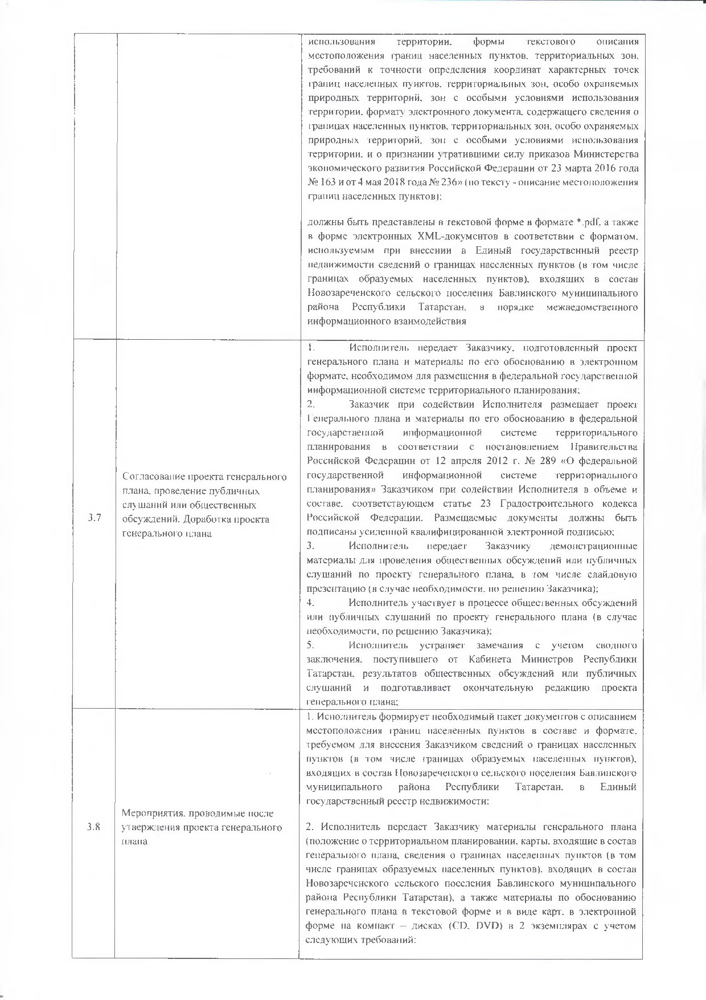 использования территории, формы текстового описания
местоположения границ населенных пунктов, территориальных зон,
требований к точности определения координат характерных точек
границ населенных пунктов, территориальных зон, особо охраняемых
природных территорий, зон с особыми условиями использования
территории, формату электронного документа, содержащего сведения о
границах населенных пунктов, территориальных зон, особо охраняемых
природных территорий, зон с особыми условиями использования
территории, и о признании утратившими силу приказов Министерства
экономического развития Российской Федерации от 23 марта 2016 года
№ 163 и от 4 мая 2018 года № 236» (по тексту - описание местоположения
границ населенных пунктов);
должны быть представлены в текстовой форме в формате *.pdf, а также
в форме электронных XML-документов в соответствии с форматом,
используемым при внесении в Единый государственный реестр
недвижимости сведений о границах населенных пунктов (в том числе
границах образуемых населенных пунктов), входящих в состав
Новозареченского сельского поселения Бавлинского муниципального
района Республики Татарстан, в порядке межведомственного
информационного взаимодействия
3.7
Согласование проекта генерального
плана, проведение публичных
слушаний или общественных
обсуждений. Доработка проекта
генерального плана
1. Исполнитель передает Заказчику, подготовленный проект
генерального плана и материалы по его обоснованию в электронном
формате, необходимом для размещения в федеральной государственной
информационной системе территориального планирования;
2. Заказчик при содействии Исполнителя размещает проект
Генерального плана и материалы по его обоснованию в федеральной
государственной информационной системе территориального
планирования в соответствии с постановлением Правительства
Российской Федерации от 12 апреля 2012 г. № 289 «О федеральной
государственной информационной системе территориального
планирования» Заказчиком при содействии Исполнителя в объеме и
составе, соответствующем статье 23 Градостроительного кодекса
Российской Федерации. Размещаемые документы должны быть
подписаны усиленной квалифицированной электронной подписью;
3. Исполнитель передает Заказчику демонстрационные
материалы для проведения общественных обсуждений или публичных
слушаний по проекту генерального плана, в том числе слайдовую
презентацию (в случае необходимости, по решению Заказчика);
4. Исполнитель участвует в процессе общественных обсуждений
или публичных слушаний по проекту генерального плана (в случае
необходимости, по решению Заказчика);
5. Исполнитель устраняет замечания с учетом сводного
заключения, поступившего от Кабинета Министров Республики
Татарстан, результатов общественных обсуждений или публичных
слушаний и подготавливает окончательную редакцию проекта
генерального плана;
3.8
Мероприятия, проводимые после
утверждения проекта генерального
плана
1. Исполнитель формирует необходимый пакет документов с описанием
местоположения границ населенных пунктов в составе и формате,
требуемом для внесения Заказчиком сведений о границах населенных
пунктов (в том числе границах образуемых населенных пунктов),
входящих в состав Новозареченского сельского поселения Бавлинского
муниципального района Республики Татарстан, в Единый
государственный реестр недвижимости;
2. Исполнитель передает Заказчику материалы генерального плана
(положение о территориальном планировании, карты, входящие в состав
генерального плана, сведения о границах населенных пунктов (в том
числе границах образуемых населенных пунктов), входящих в состав
Новозареченского сельского поселения Бавлинского муниципального
района Республики Татарстан), а также материалы по обоснованию
генерального плана в текстовой форме и в виде карт, в электронной
форме на компакт – дисках (CD, DVD) в 2 экземплярах с учетом
следующих требований: